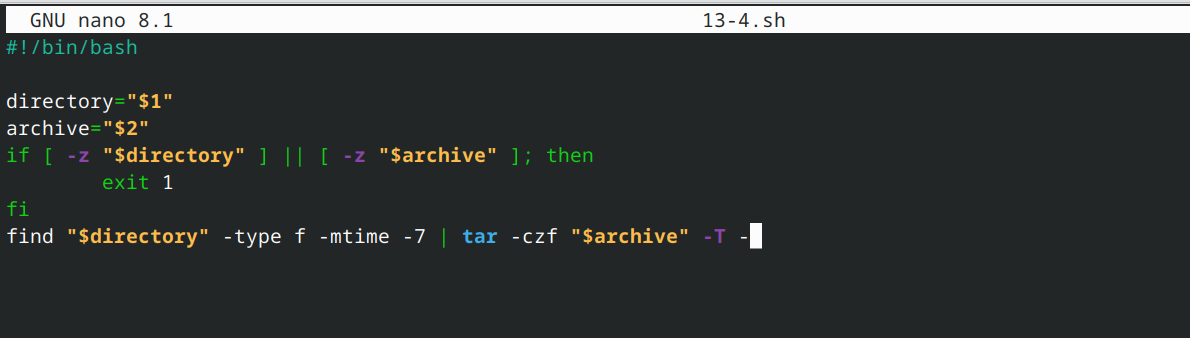 GNU nano 8.1 13-4.sh
#!/bin/bash
directory="$1"
archive="$2"
if [ -z "$directory" ] || [ -z "$archive" ]; then
exit 1
fi
find "$directory" -type f -mtime -7 | tar -czf "$archive" -T -